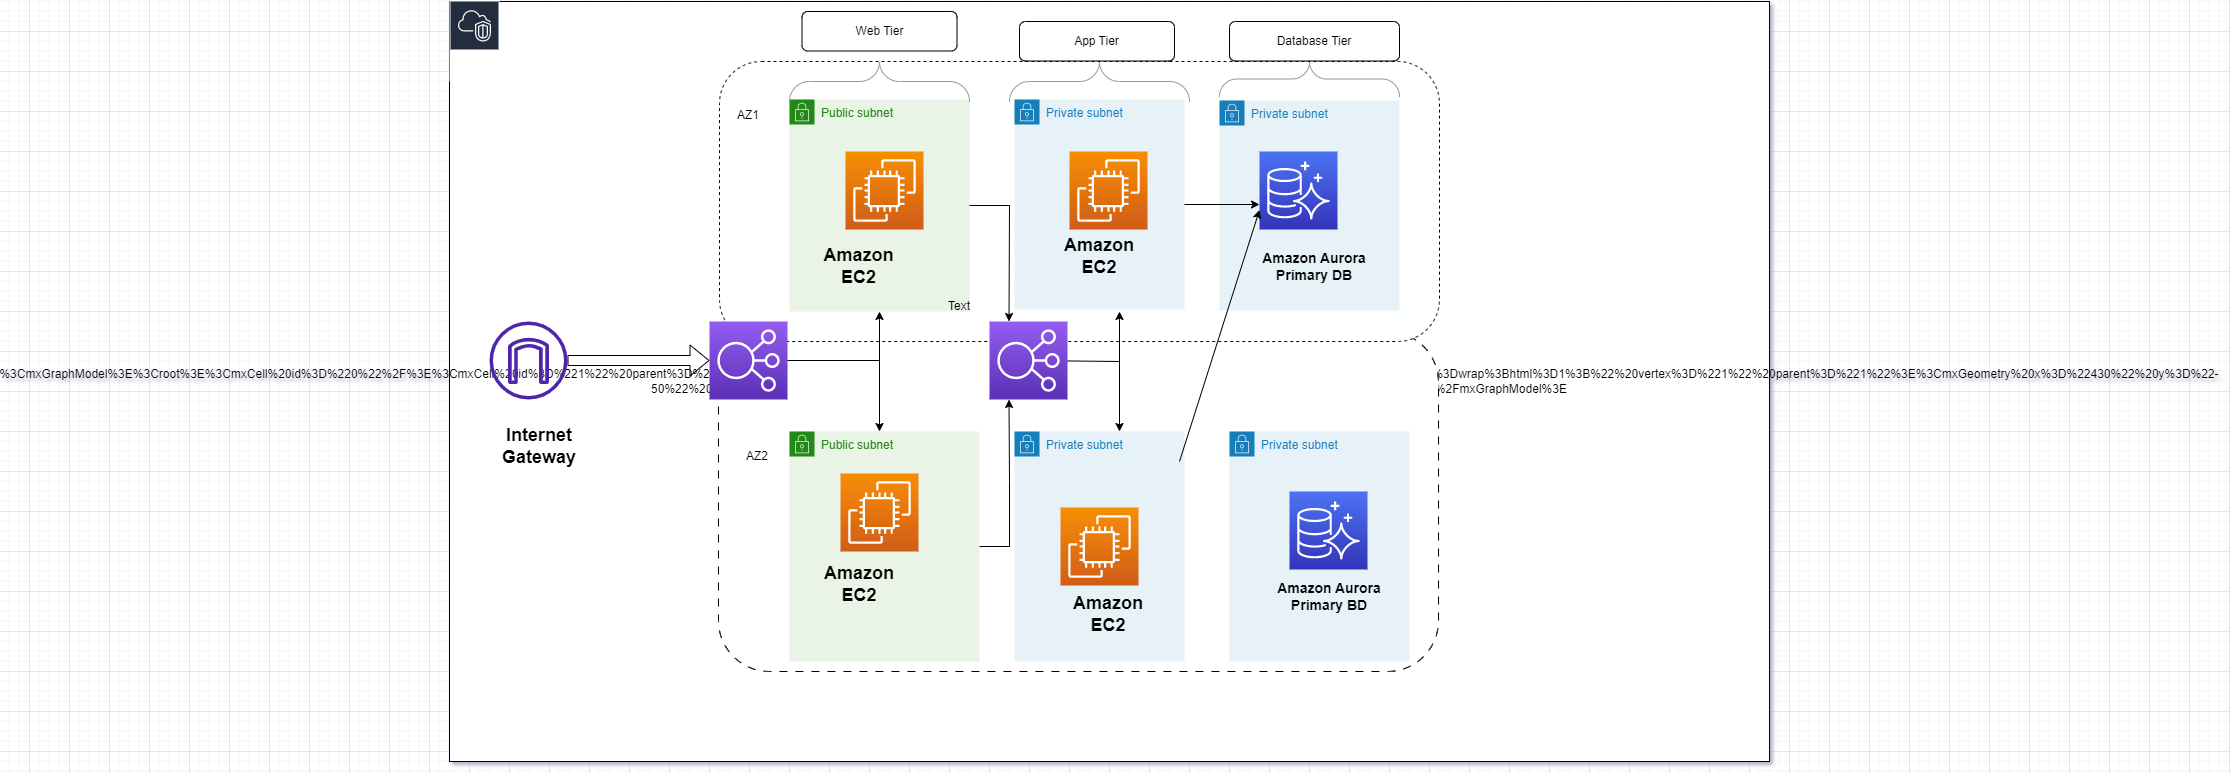 Web Tier
App Tier
Database Tier
AZ1
Public subnet
Private subnet
Private subnet
Amazon
EC2
Amazon
EC2
Amazon Aurora
Primary DB
Text
%3CmxGraphModel%3E%3Croot%3E%3CmxCell%20id%3D%220%22%2F%3E%3CmxCell%20id%3D%221%22%20parent%3D%2
50%22%20
3Dwrap%3Bhtml%3D1%3B%22%20vertex%3D%221%22%20parent%3D%221%22%3E%3CmxGeometry%20x%3D%22430%22%20y%3D%22-
%2FmxGraphModel%3E
Internet
Gateway
AZ2
Public subnet
Private subnet
Private subnet
Amazon
EC2
Amazon
EC2
Amazon Aurora
Primary BD